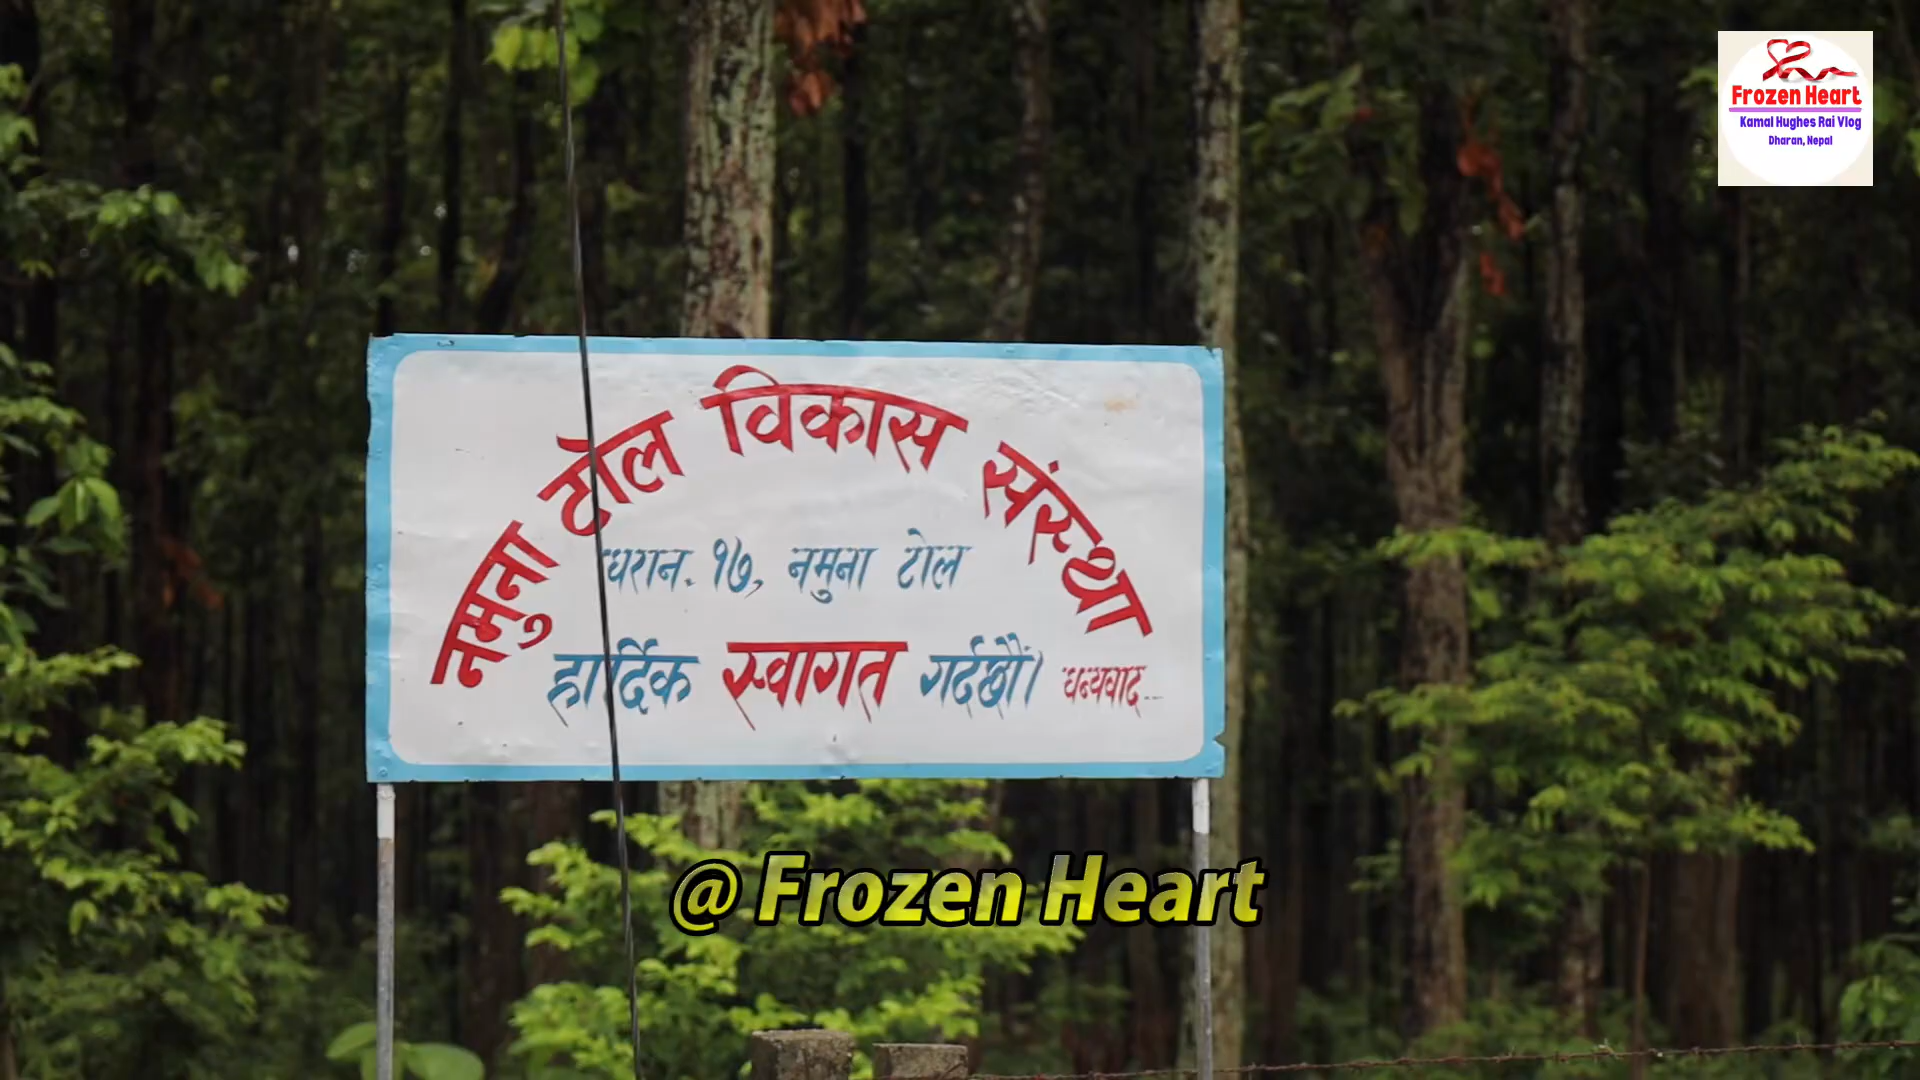 Frozen Heart
Kamal Hughes Rai Vlog
Dharan, Nepal
नमुना टोल विकास संस्था
धरान. १७, नमुना टोल
हार्दिक स्वागत गर्दछौं। धन्यवाद...
@ Frozen Heart